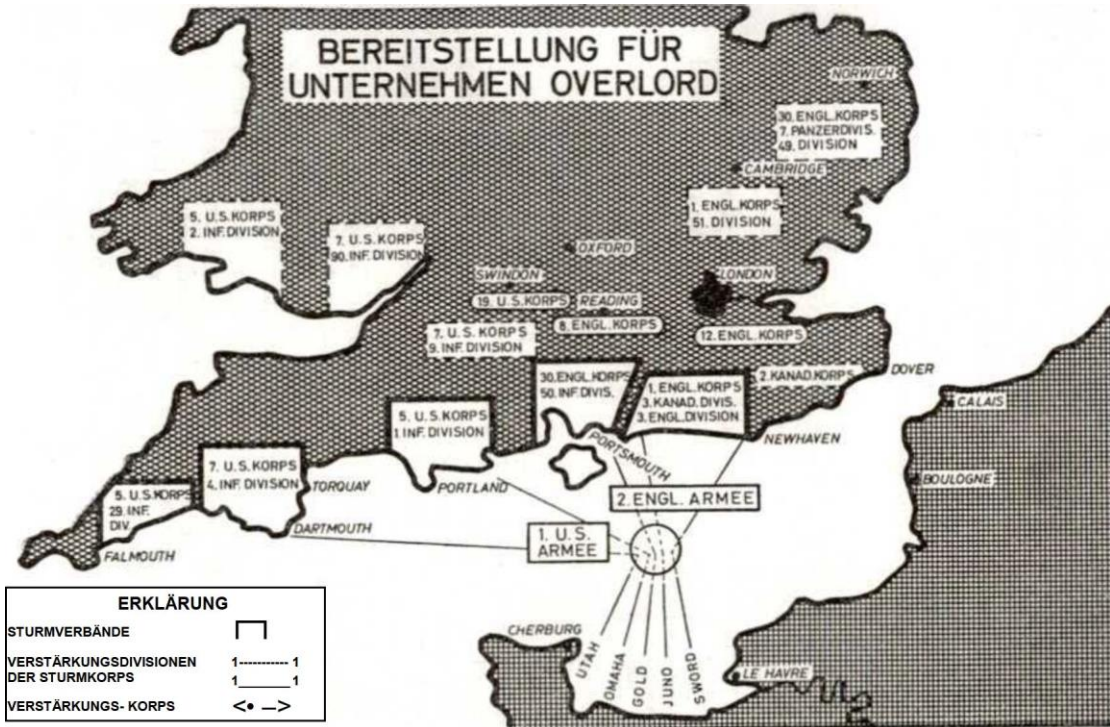 BEREITSTELLUNG FÜR
UNTERNEHMEN OVERLORD
NORWICH
30. ENGL. KORPS
7. PANZERDIVIS.
49. DIVISION
CAMBRIDGE
1. ENGL. KORPS
51. DIVISION
5. U.S. KORPS
2. INF. DIVISION
7. U.S. KORPS
90. INF. DIVISION
OXFORD
SWINDON
19. U.S. KORPS
READING
8. ENGL. KORPS
LONDON
12. ENGL. KORPS
7. U.S. KORPS
9. INF. DIVISION
30. ENGL. KORPS
50. INF. DIVIS.
1. ENGL. KORPS
3. KANAD. DIVIS.
3. ENGL. DIVISION
2. KANAD. KORPS
DOVER
CALAIS
5. U.S. KORPS
1. INF. DIVISION
PORTSMOUTH
NEWHAVEN
7. U.S. KORPS
4. INF. DIVISION
TORQUAY
PORTLAND
BOULOGNE
5. U.S. KORPS
29. INF.
DIV.
DARTMOUTH
FALMOUTH
2. ENGL. ARMEE
1. U.S.
ARMEE
CHERBURG
UTAH
OMAHA
GOLD
JUNO
SWORD
LE HAVRE
ERKLÄRUNG
STURMVERBÄNDE
VERSTÄRKUNGSDIVISIONEN 1----------- 1
DER STURMKORPS 1______1
VERSTÄRKUNGS- KORPS <• —>